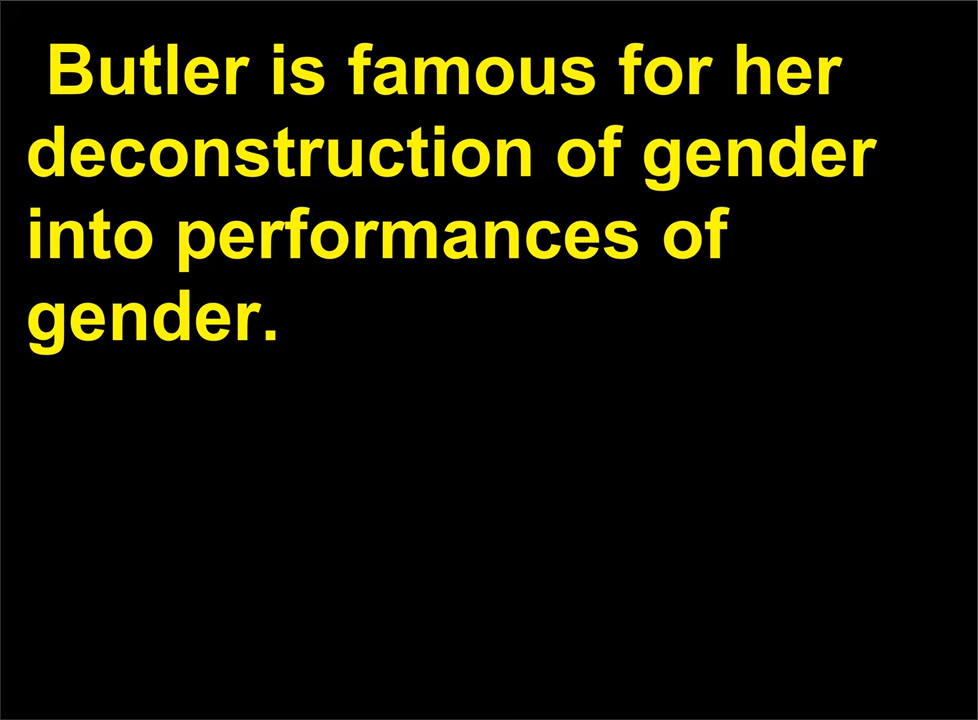 Butler is famous for her
deconstruction of gender
into performances of
gender.